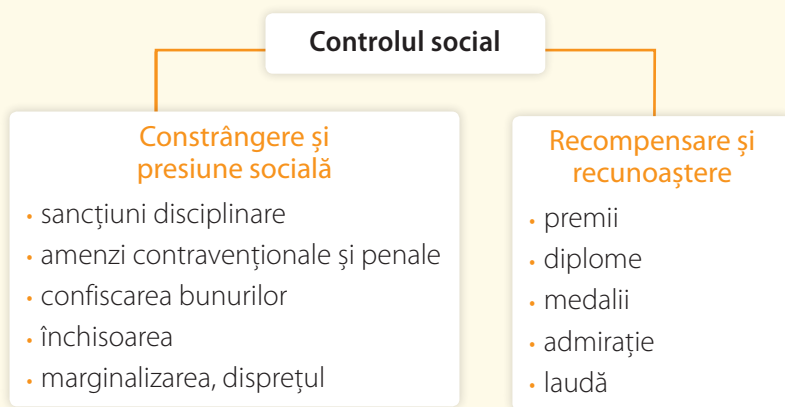 Controlul social
Constrângere și
presiune socială
• sancțiuni disciplinare
• amenzi contravenționale și penale
• confiscarea bunurilor
• închisoarea
• marginalizarea, disprețul
Recompensare și
recunoaștere
• premii
• diplome
• medalii
• admirație
• laudă